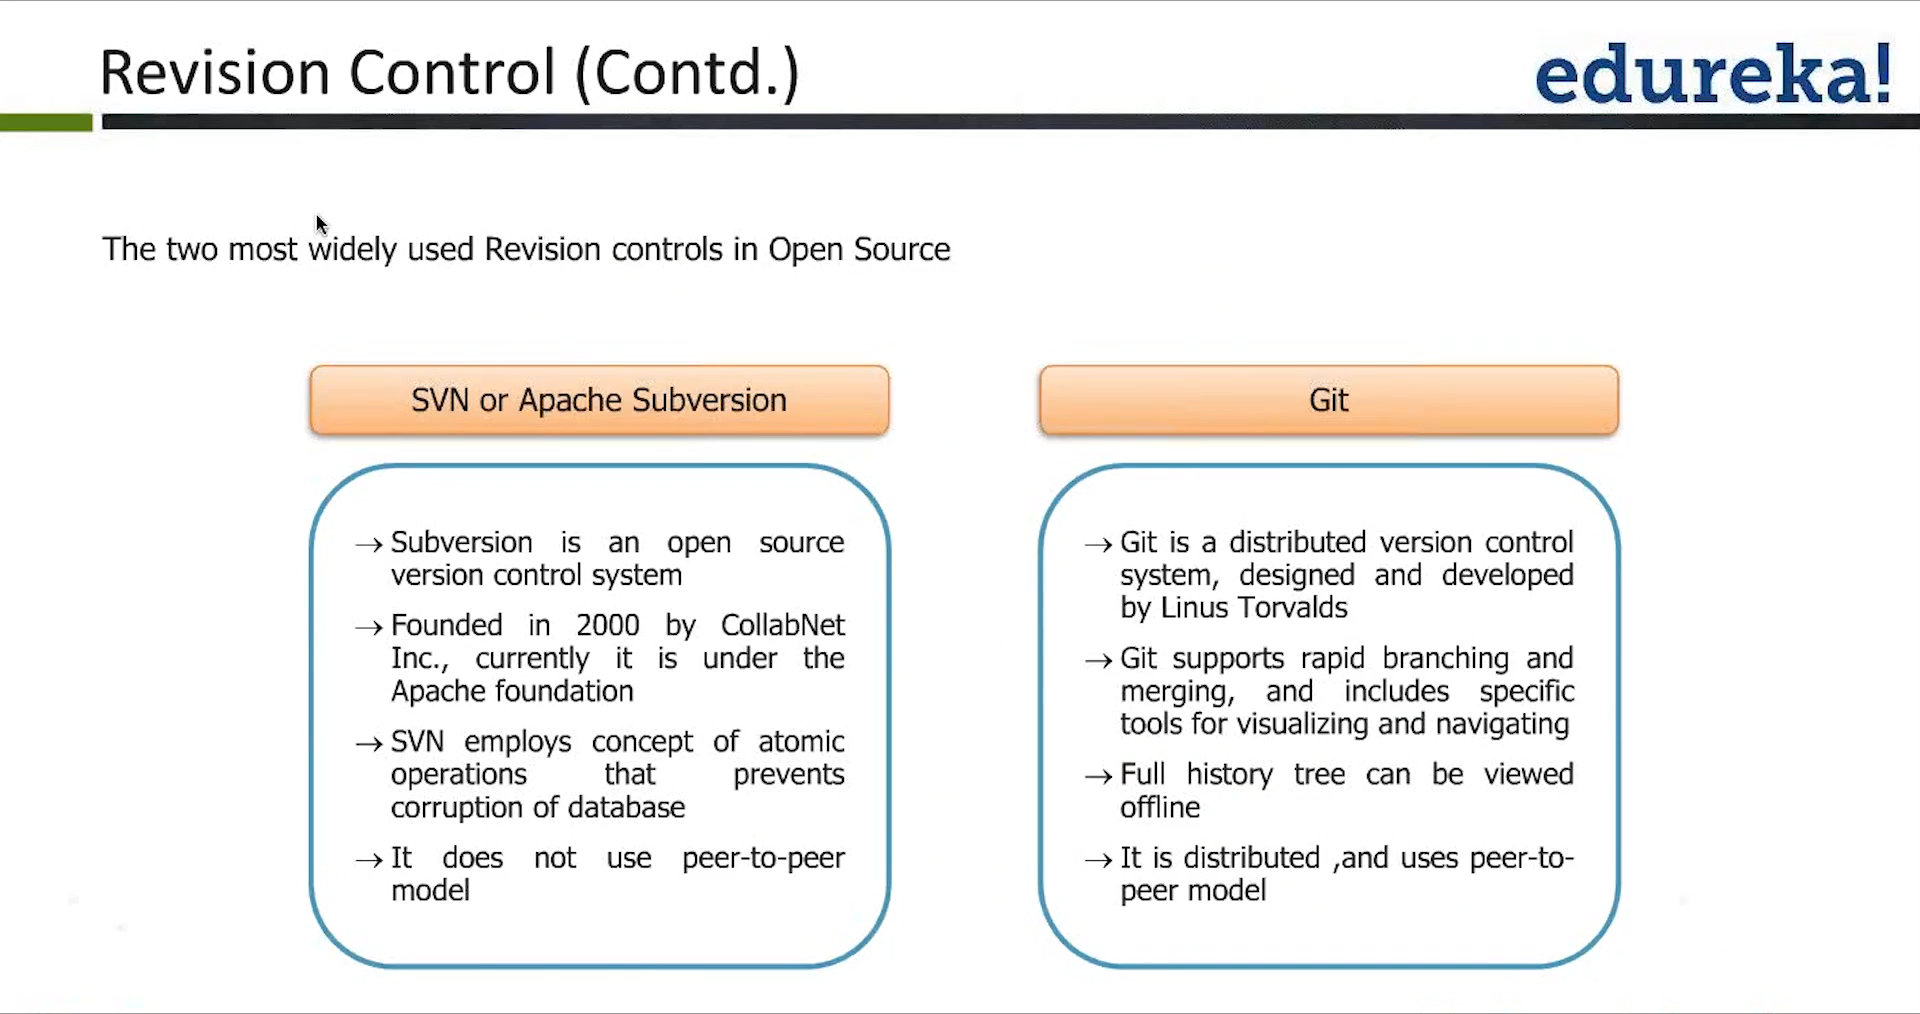 Revision Control (Contd.)
edureka!
The two most widely used Revision controls in Open Source
SVN or Apache Subversion
→ Subversion is an open source
version control system
→ Founded in 2000 by CollabNet
Inc., currently it is under the
Apache foundation
→ SVN employs concept of atomic
operations that prevents
corruption of database
→ It does not use peer-to-peer
model
Git
→ Git is a distributed version control
system, designed and developed
by Linus Torvalds
→ Git supports rapid branching and
merging, and includes specific
tools for visualizing and navigating
→ Full history tree can be viewed
offline
→ It is distributed ,and uses peer-to-
peer model